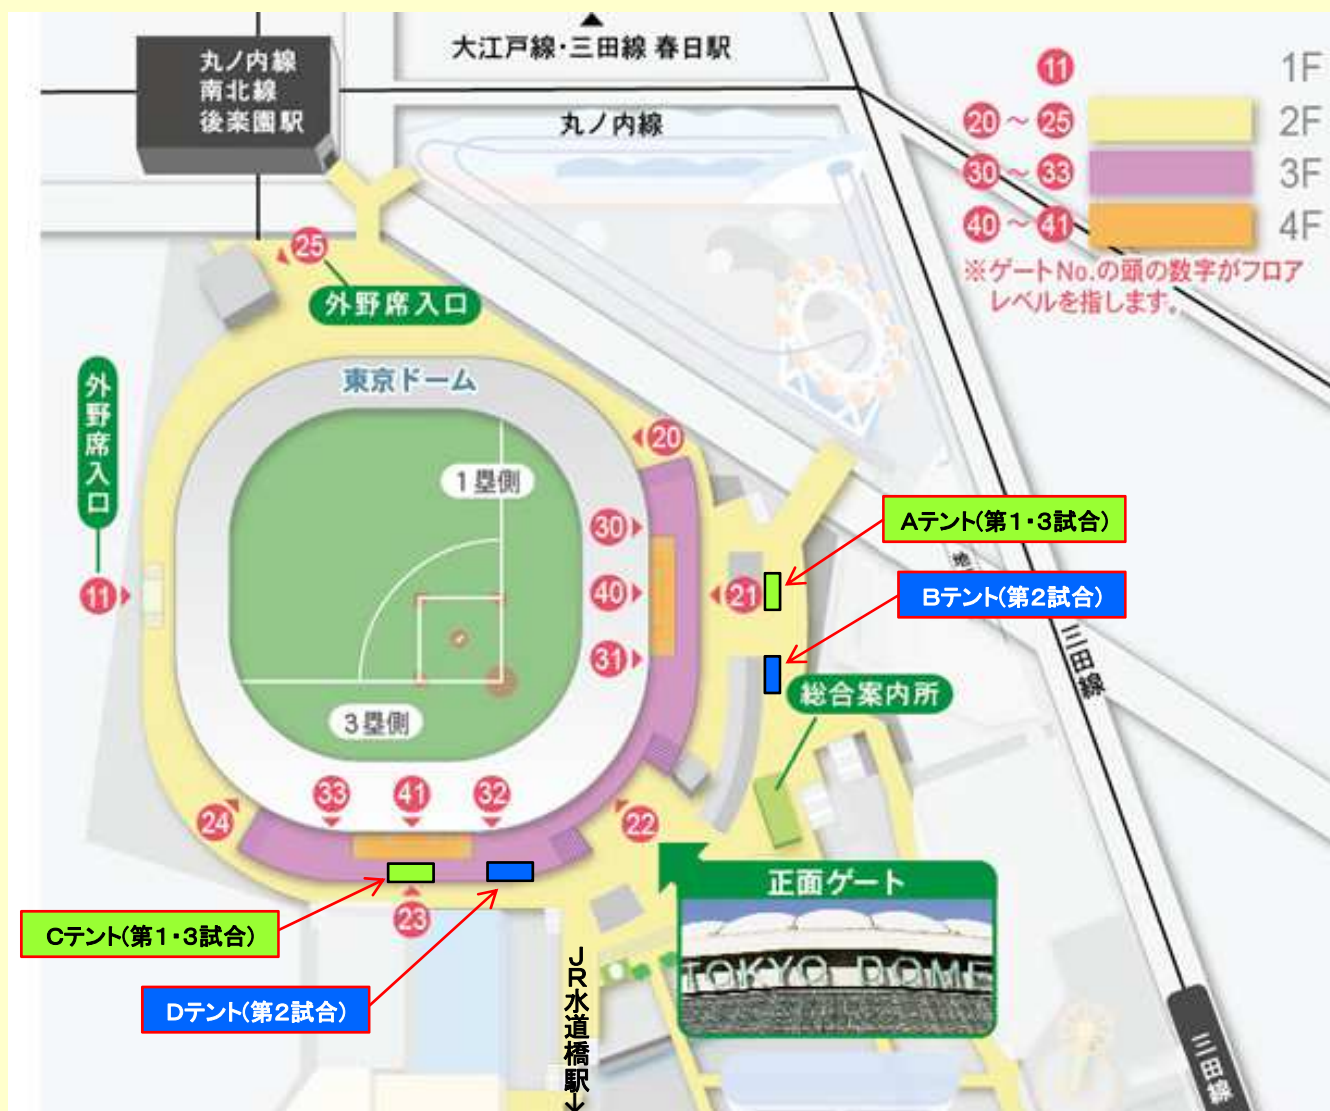 丸ノ内線
南北線
後楽園駅
大江戸線・三田線 春日駅
丸ノ内線
11 1F
20～25 2F
30～33 3F
40～41 4F
※ゲートNo.の頭の数字がフロア
レベルを指します。
25
外野席入口
外野席入口
東京ドーム
20
1塁側
30
Aテント(第1・3試合)
11
40
21
Bテント(第2試合)
31
三田線
総合案内所
3塁側
33
41
32
24
22
正面ゲート
23
Cテント(第1・3試合)
TOKYO DOME
Dテント(第2試合)
JR水道橋駅↓
三田線